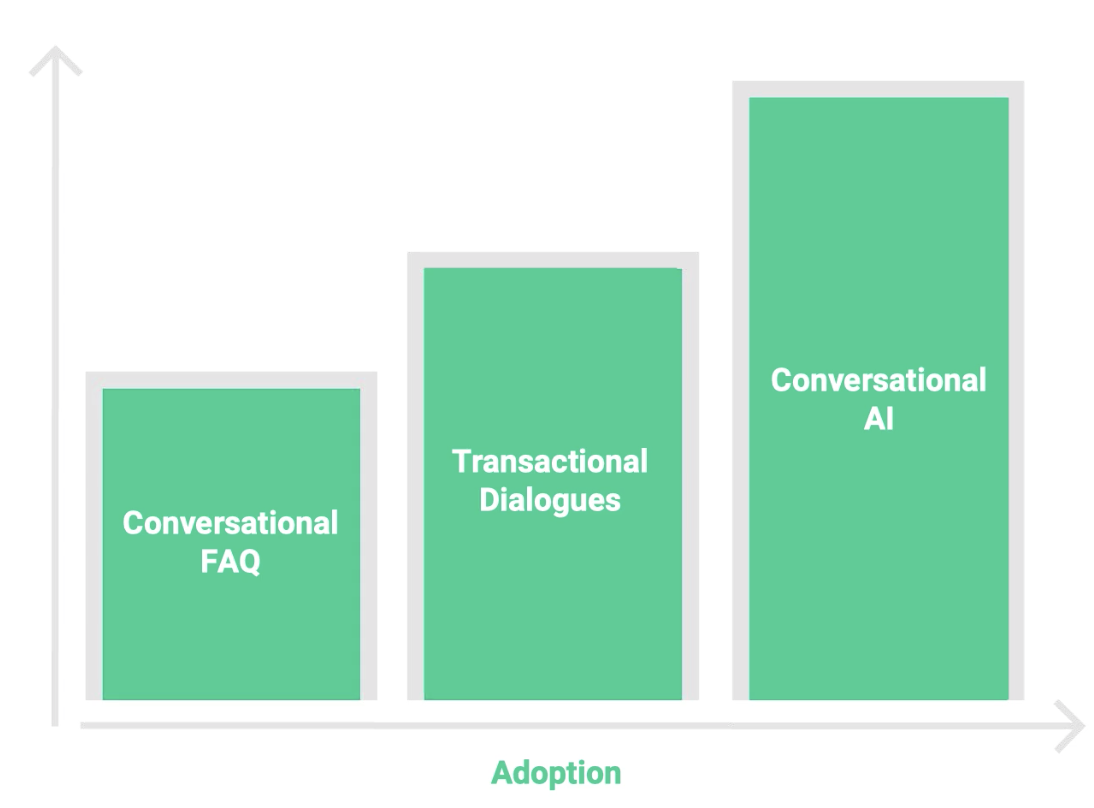 Conversational
FAQ
Transactional
Dialogues
Conversational
AI
Adoption